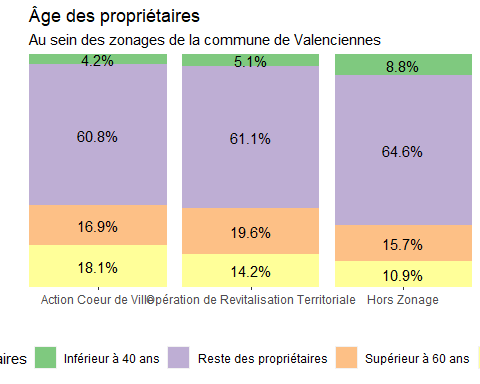 Âge des propriétaires
Au sein des zonages de la commune de Valenciennes
4.2% 5.1% 8.8%
60.8% 61.1% 64.6%
16.9% 19.6% 15.7%
18.1% 14.2% 10.9%
Action Coeur de Ville Opération de Revitalisation Territoriale Hors Zonage
aires Inférieur à 40 ans Reste des propriétaires Supérieur à 60 ans